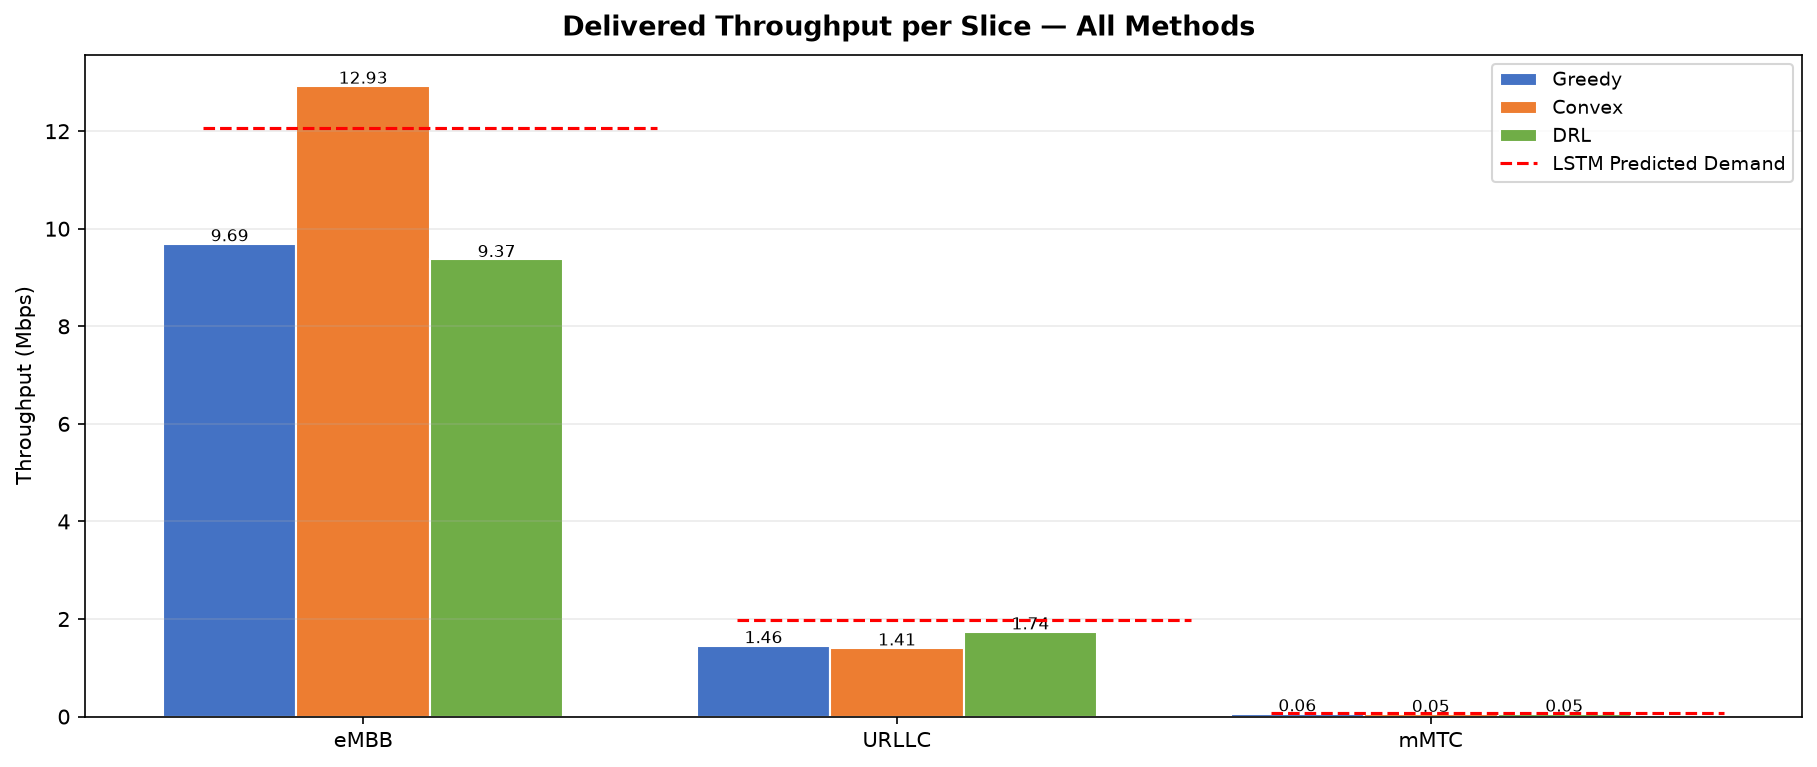 Delivered Throughput per Slice — All Methods
Greedy
Convex
DRL
LSTM Predicted Demand
Throughput (Mbps)
12
10
8
6
4
2
0
12.93
9.69
9.37
1.46
1.41
1.74
0.06
0.05
0.05
eMBB
URLLC
mMTC